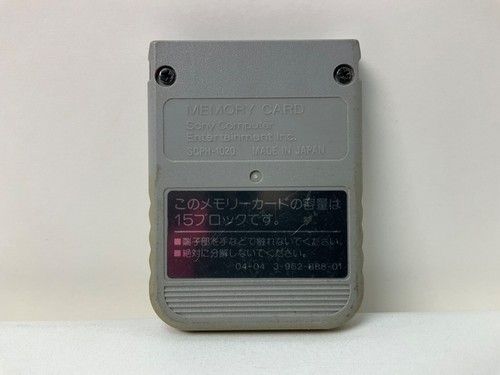 MEMORY CARD
Sony Computer
Entertainment Inc.
SCPH-1020 MADE IN JAPAN
このメモリーカードの容量は
15ブロックです。
■端子部を手などで触れないでください。
■絶対に分解しないでください。
04-04 3-962-888-01